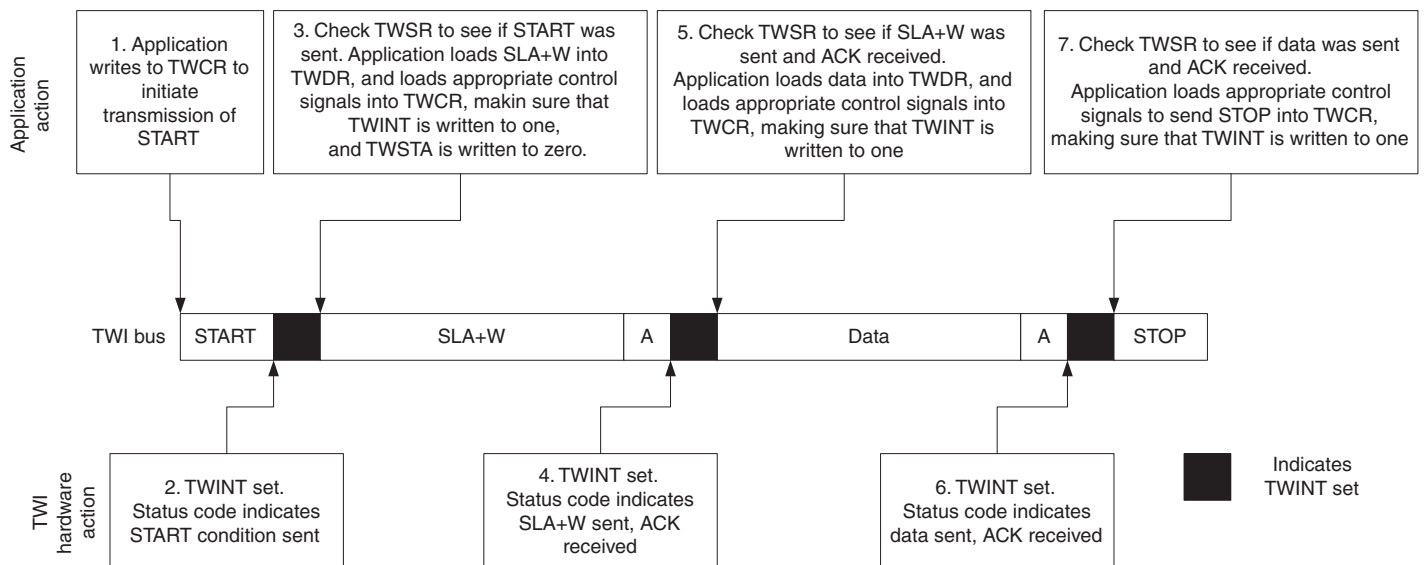 Application
action
1. Application
writes to TWCR to
initiate
transmission of
START
3. Check TWSR to see if START was
sent. Application loads SLA+W into
TWDR, and loads appropriate control
signals into TWCR, makin sure that
TWINT is written to one,
and TWSTA is written to zero.
5. Check TWSR to see if SLA+W was
sent and ACK received.
Application loads data into TWDR, and
loads appropriate control signals into
TWCR, making sure that TWINT is
written to one
7. Check TWSR to see if data was sent
and ACK received.
Application loads appropriate control
signals to send STOP into TWCR,
making sure that TWINT is written to one
TWI bus
START
SLA+W
A
Data
A
STOP
TWI
hardware
action
2. TWINT set.
Status code indicates
START condition sent
4. TWINT set.
Status code indicates
SLA+W sent, ACK
received
6. TWINT set.
Status code indicates
data sent, ACK received
Indicates
TWINT set